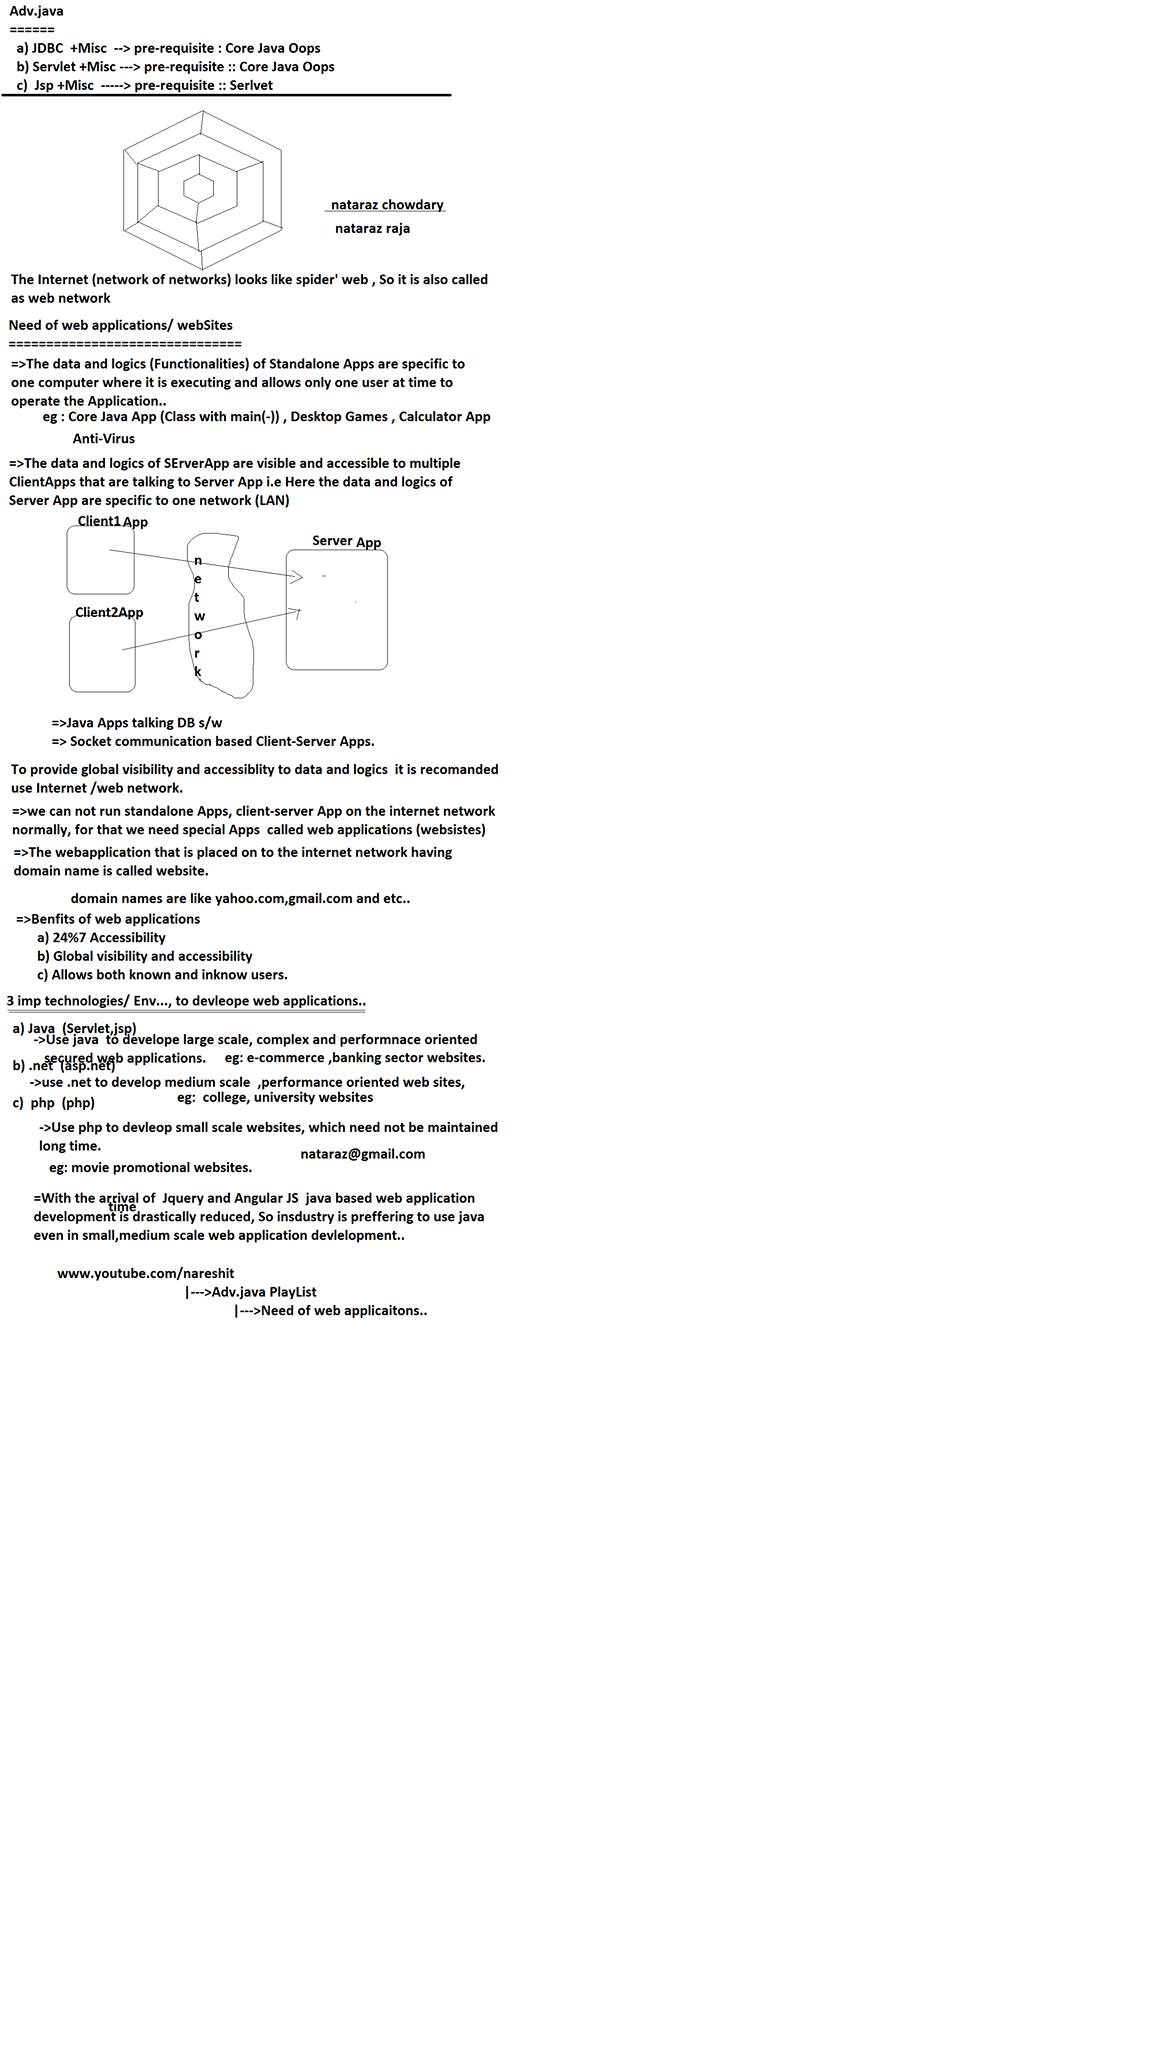 Adv.java
======
a) JDBC +Misc --> pre-requisite : Core Java Oops
b) Servlet +Misc ---> pre-requisite :: Core Java Oops
c) Jsp +Misc -----> pre-requisite :: Serlvet
nataraz chowdary
nataraz raja
The Internet (network of networks) looks like spider' web , So it is also called
as web network
Need of web applications/ webSites
===============================
=>The data and logics (Functionalities) of Standalone Apps are specific to
one computer where it is executing and allows only one user at time to
operate the Application..
eg : Core Java App (Class with main(-)) , Desktop Games , Calculator App
Anti-Virus
=>The data and logics of SErverApp are visible and accessible to multiple
ClientApps that are talking to Server App i.e Here the data and logics of
Server App are specific to one network (LAN)
Client1 App
Server App
n
e
t
w
o
r
k
Client2App
=>Java Apps talking DB s/w
=> Socket communication based Client-Server Apps.
To provide global visibility and accessiblity to data and logics it is recomanded
use Internet /web network.
=>we can not run standalone Apps, client-server App on the internet network
normally, for that we need special Apps called web applications (websistes)
=>The webapplication that is placed on to the internet network having
domain name is called website.
domain names are like yahoo.com,gmail.com and etc..
=>Benfits of web applications
a) 24%7 Accessibility
b) Global visibility and accessibility
c) Allows both known and inknow users.
3 imp technologies/ Env..., to devleope web applications..
a) Java (Servlet,jsp)
->Use java to develope large scale, complex and performnace oriented
secured web applications. eg: e-commerce ,banking sector websites.
b) .net (asp.net)
->use .net to develop medium scale ,performance oriented web sites,
eg: college, university websites
c) php (php)
->Use php to devleop small scale websites, which need not be maintained
long time.
nataraz@gmail.com
eg: movie promotional websites.
=With the arrival of Jquery and Angular JS java based web application
time
development is drastically reduced, So insdustry is preffering to use java
even in small,medium scale web application devlelopment..
www.youtube.com/nareshit
|--->Adv.java PlayList
|--->Need of web applicaitons..